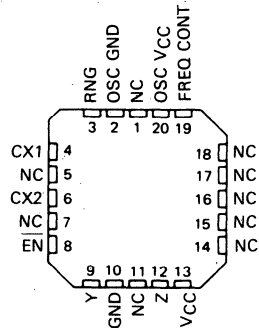 RNG
OSC GND
NC
OSC VCC
FREQ CONT
3 2 1 20 19
CX1 4
NC 5
CX2 6
NC 7
EN 8
18 NC
17 NC
16 NC
15 NC
14 NC
9 10 11 12 13
Y
GND
NC
Z
VCC